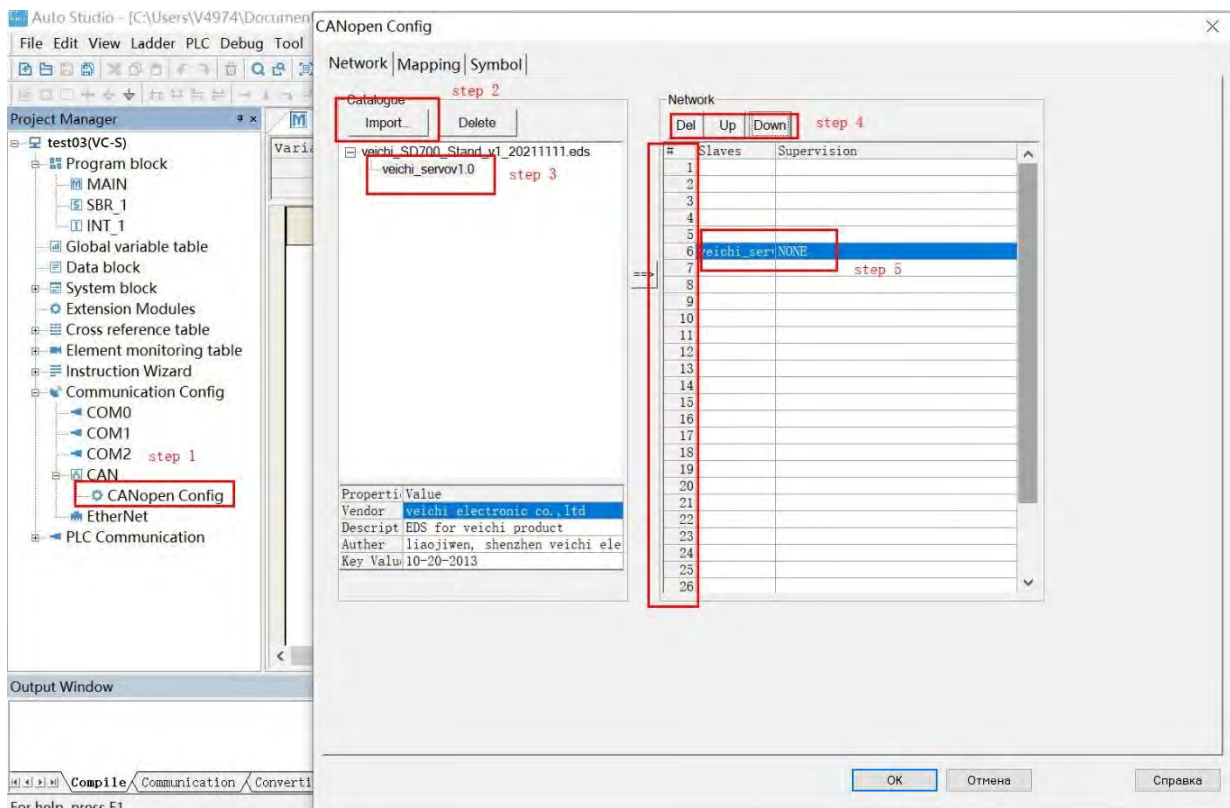 Auto Studio - [C:\Users\V4974\Documen
File Edit View Ladder PLC Debug Tool
Project Manager
test03(VC-S)
Program block
MAIN
SBR_1
INT_1
Global variable table
Data block
System block
Extension Modules
Cross reference table
Element monitoring table
Instruction Wizard
Communication Config
COM0
COM1
COM2 step 1
CAN
CANopen Config
EtherNet
PLC Communication
Varia
Output Window
Compile Communication Converti
For help, press F1
CANopen Config
Network Mapping Symbol
step 2
Catalogue
Import... Delete
veichi_SD700_Stand_v1_20211111.eds
veichi_servov1.0
step 3
Properti Value
Vendor veichi electronic co.,ltd
Descript EDS for veichi product
Auther liaojiwen, shenzhen veichi ele
Key Valu 10-20-2013
==>
Network
Del Up Down step 4
# Slaves Supervision
1
2
3
4
5
6 veichi_ser NONE
7 step 5
8
9
10
11
12
13
14
15
16
17
18
19
20
21
22
23
24
25
26
OK Отмена Справка